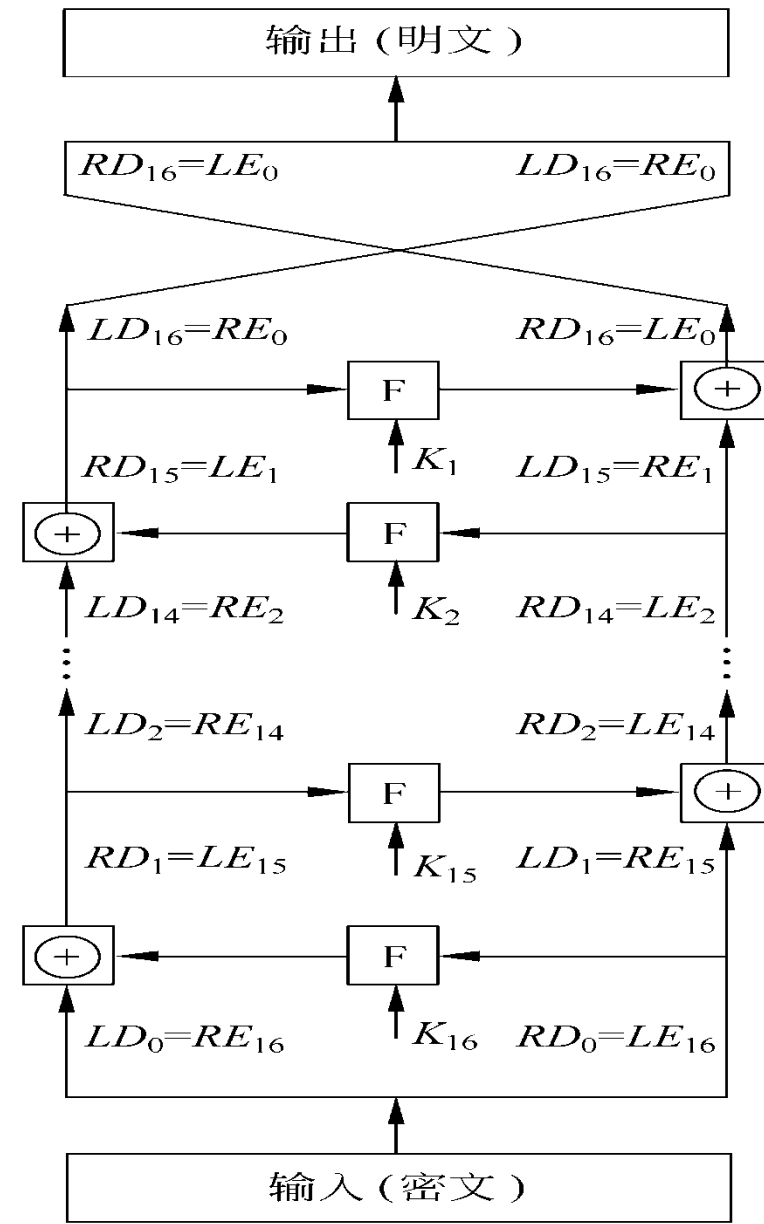 输出(明文)
RD₁₆=LE₀ LD₁₆=RE₀
LD₁₆=RE₀ RD₁₆=LE₀
F +
RD₁₅=LE₁ K₁ LD₁₅=RE₁
+ F
LD₁₄=RE₂ K₂ RD₁₄=LE₂
⋮ ⋮
LD₂=RE₁₄ RD₂=LE₁₄
F +
RD₁=LE₁₅ K₁₅ LD₁=RE₁₅
+ F
LD₀=RE₁₆ K₁₆ RD₀=LE₁₆
输入(密文)